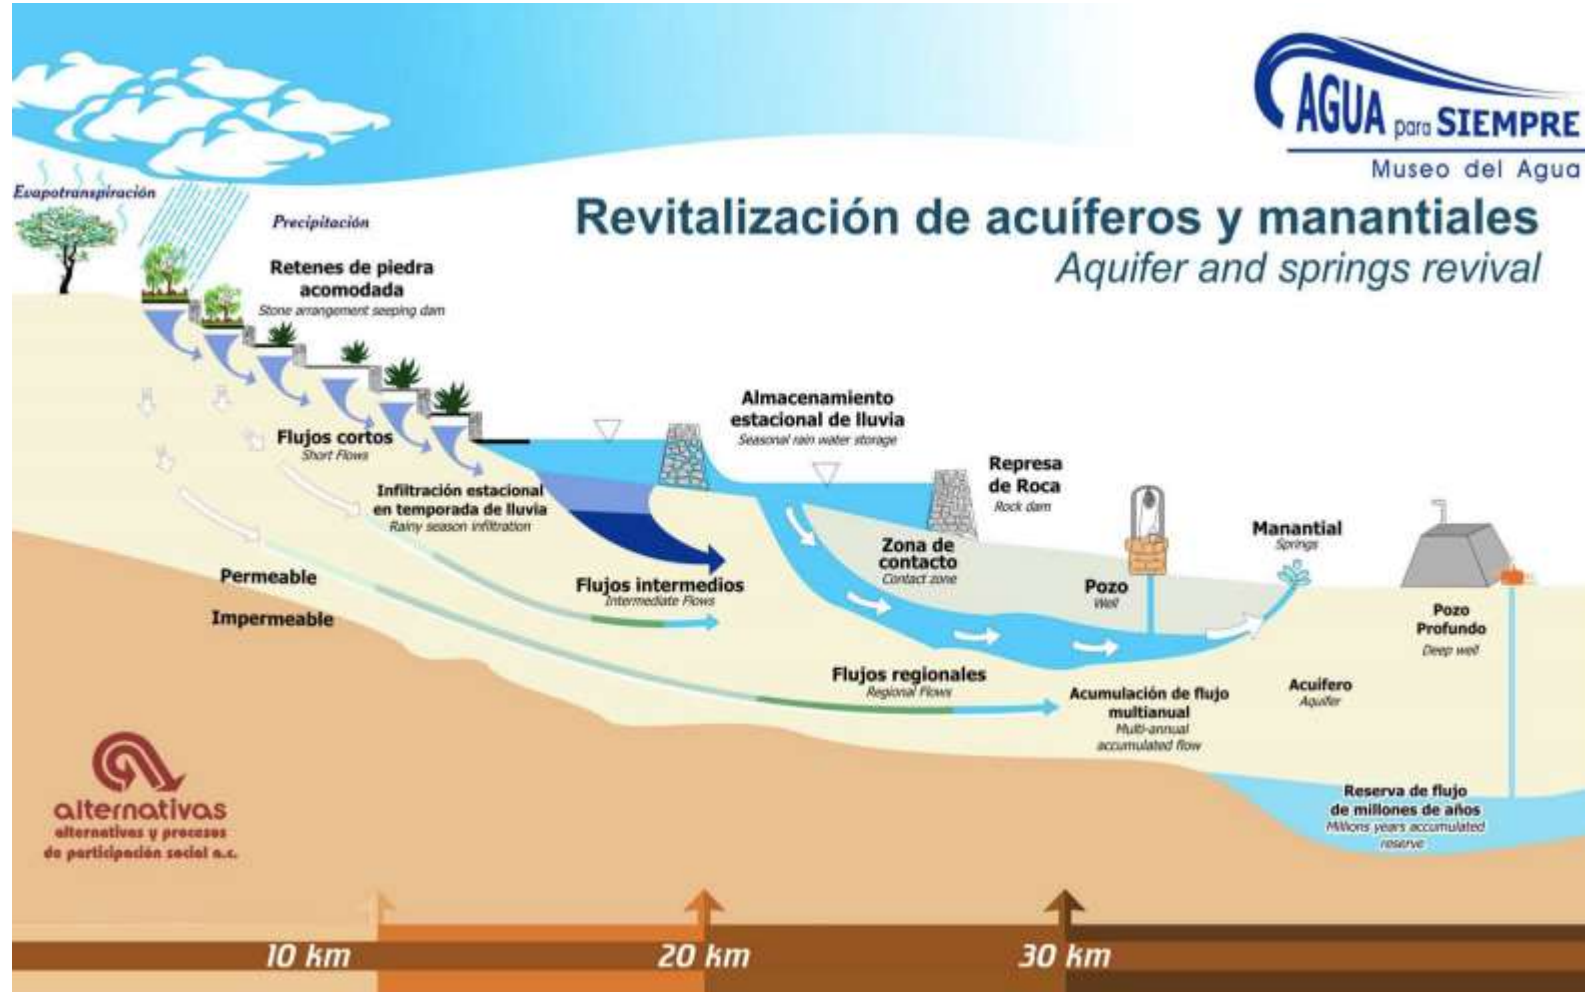 AGUA para SIEMPRE
Museo del Agua
Revitalización de acuíferos y manantiales
Aquifer and springs revival
Evapotranspiración
Precipitación
Retenes de piedra
acomodada
Stone arrangement seeping dam
Flujos cortos
Short Flows
Infiltración estacional
en temporada de lluvia
Rainy season infiltration
Almacenamiento
estacional de lluvia
Seasonal rain water storage
Represa
de Roca
Rock dam
Zona de
contacto
Contact zone
Pozo
Well
Manantial
Springs
Pozo
Profundo
Deep well
Permeable
Impermeable
Flujos intermedios
Intermediate Flows
Flujos regionales
Regional Flows
Acumulación de flujo
multianual
Multi-annual
accumulated flow
Acuífero
Aquifer
Reserva de flujo
de millones de años
Millions years accumulated
reserve
alternativas
alternativas y procesos
de participación social a.c.
10 km
20 km
30 km